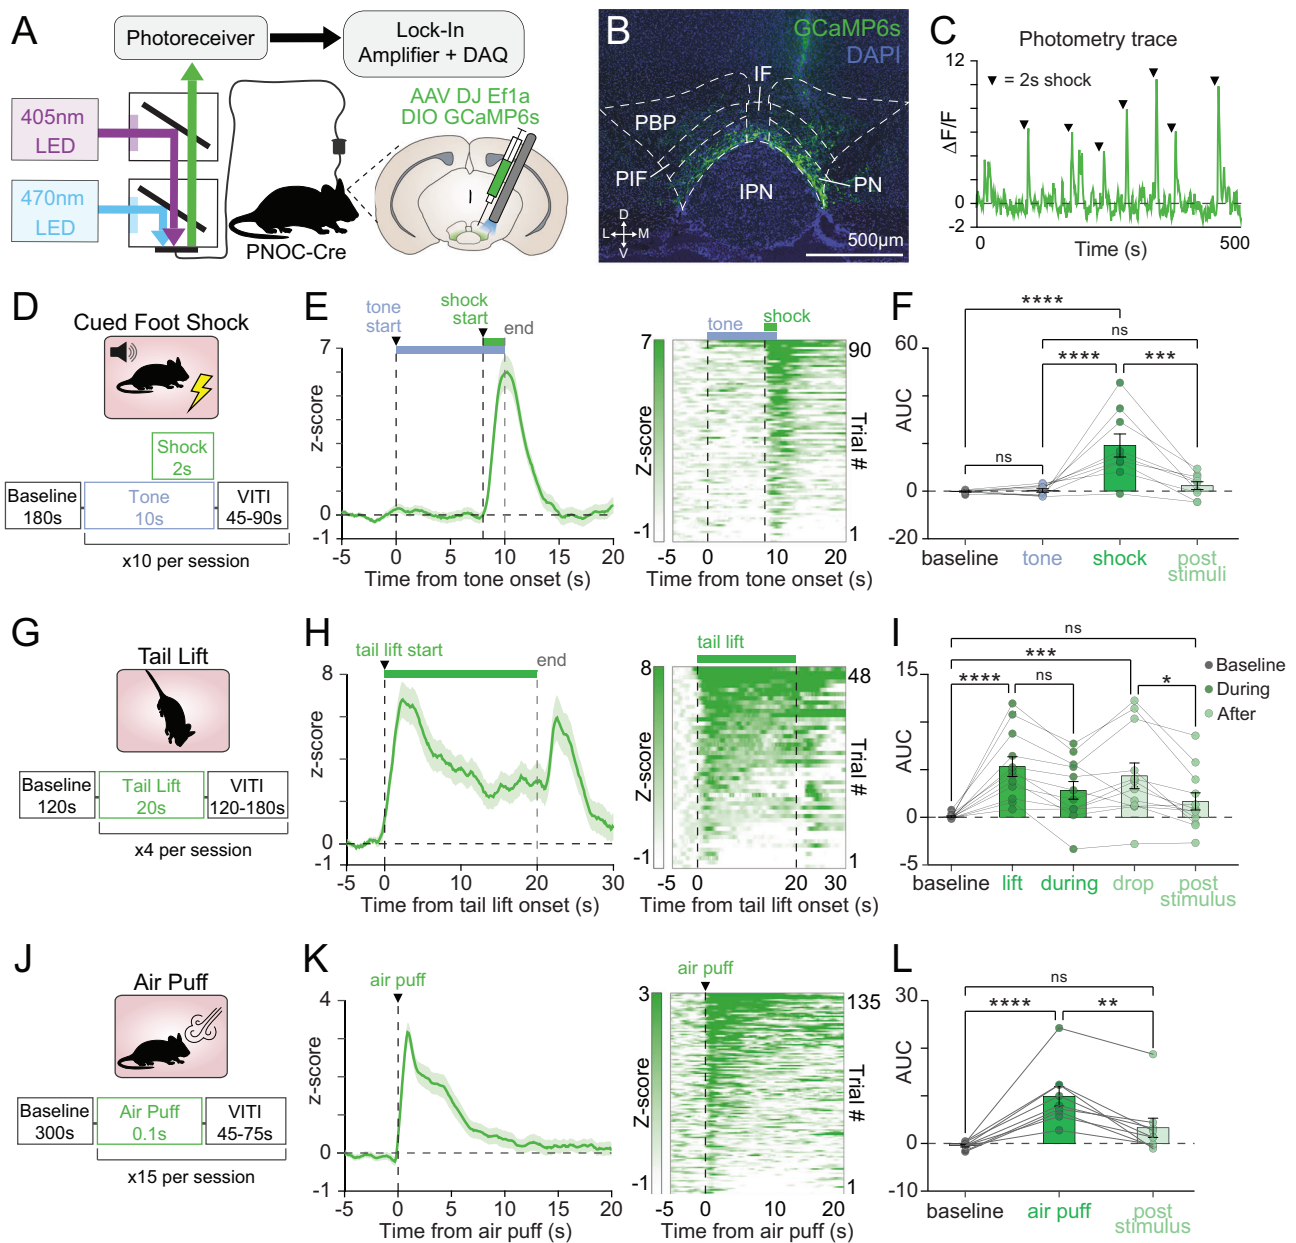 A
Photoreceiver
Lock-In
Amplifier + DAQ
405nm
LED
470nm
LED
AAV DJ Ef1a
DIO GCaMP6s
PNOC-Cre
B
GCaMP6s
DAPI
IF
PBP
PIF
IPN
PN
D
L M
V
500µm
C
Photometry trace
▼ = 2s shock
12
ΔF/F
0
-2
0
500
Time (s)
D
Cued Foot Shock
Shock
2s
Baseline
180s
Tone
10s
VITI
45-90s
x10 per session
E
tone
start
shock
start
end
7
z-score
0
-1
-5 0 5 10 15 20
Time from tone onset (s)
tone
shock
7
Z-score
-1
90
Trial #
1
-5 0 10 20
Time from tone onset (s)
F
****
ns
**** ***
ns
60
AUC
0
-20
baseline tone shock post
stimuli
G
Tail Lift
Baseline
120s
Tail Lift
20s
VITI
120-180s
x4 per session
H
tail lift start
end
8
z-score
0
-1
-5 0 10 20 30
Time from tail lift onset (s)
tail lift
8
Z-score
-1
48
Trial #
1
-5 0 20 30
Time from tail lift onset (s)
I
ns
***
**** ns *
Baseline
During
After
15
AUC
0
-5
baseline lift during drop post
stimulus
J
Air Puff
Baseline
300s
Air Puff
0.1s
VITI
45-75s
x15 per session
K
air puff
4
z-score
0
-1
-5 0 5 10 15 20
Time from air puff (s)
air puff
3
Z-score
-1
135
Trial #
1
-5 0 10 20
Time from air puff (s)
L
ns
**** **
30
AUC
0
-10
baseline air puff post
stimulus